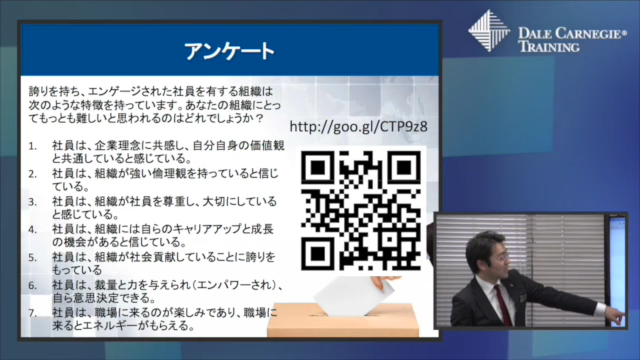 アンケート
DALE CARNEGIE®
TRAINING
誇りを持ち、エンゲージされた社員を有する組織は
次のような特徴を持っています。あなたの組織にとっ
てもっとも難しいと思われるのはどれでしょうか?
http://goo.gl/CTP9z8
1. 社員は、企業理念に共感し、自分自身の価値観
と共通していると感じている。
2. 社員は、組織が強い倫理観を持っていると信じ
ている。
3. 社員は、組織が社員を尊重し、大切にしている
と感じている。
4. 社員は、組織には自らのキャリアアップと成長
の機会があると信じている。
5. 社員は、組織が社会貢献していることに誇りを
もっている
6. 社員は、裁量と力を与えられ(エンパワーされ)、
自ら意思決定できる。
7. 社員は、職場に来るのが楽しみであり、職場に
来るとエネルギーがもらえる。